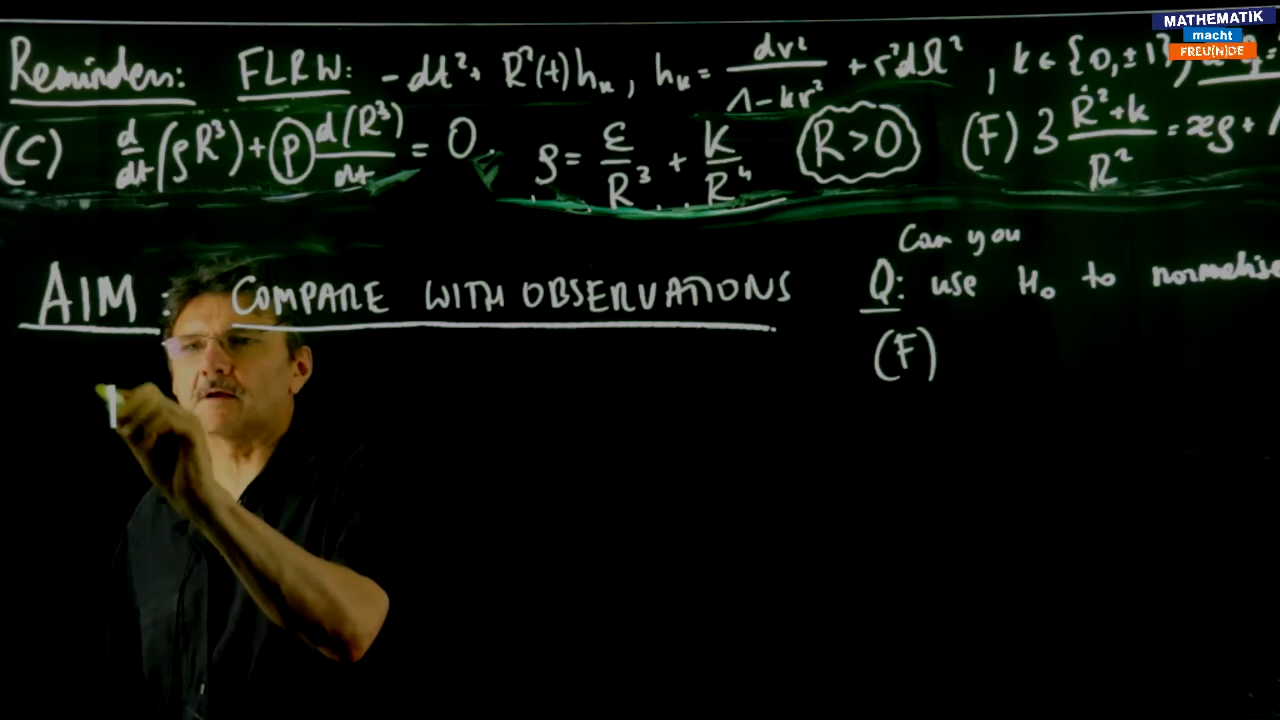 MATHEMATIK
macht
FREU(N)DE
Reminders: FLRW: -dt²+ R²(t)hₖ, hₖ = dr²/(1-kr²) + r²dΩ², k ∈ {0,±1},
(C) d/dt(ρR³)+ p d(R³)/dt = 0. ρ = ε/R³ + K/R⁴ R>0 (F) 3 (Ṙ²+k)/R² = ϰρ + Λ
AIM: COMPARE WITH OBSERVATIONS
Can you
Q: use H₀ to normalise
(F)